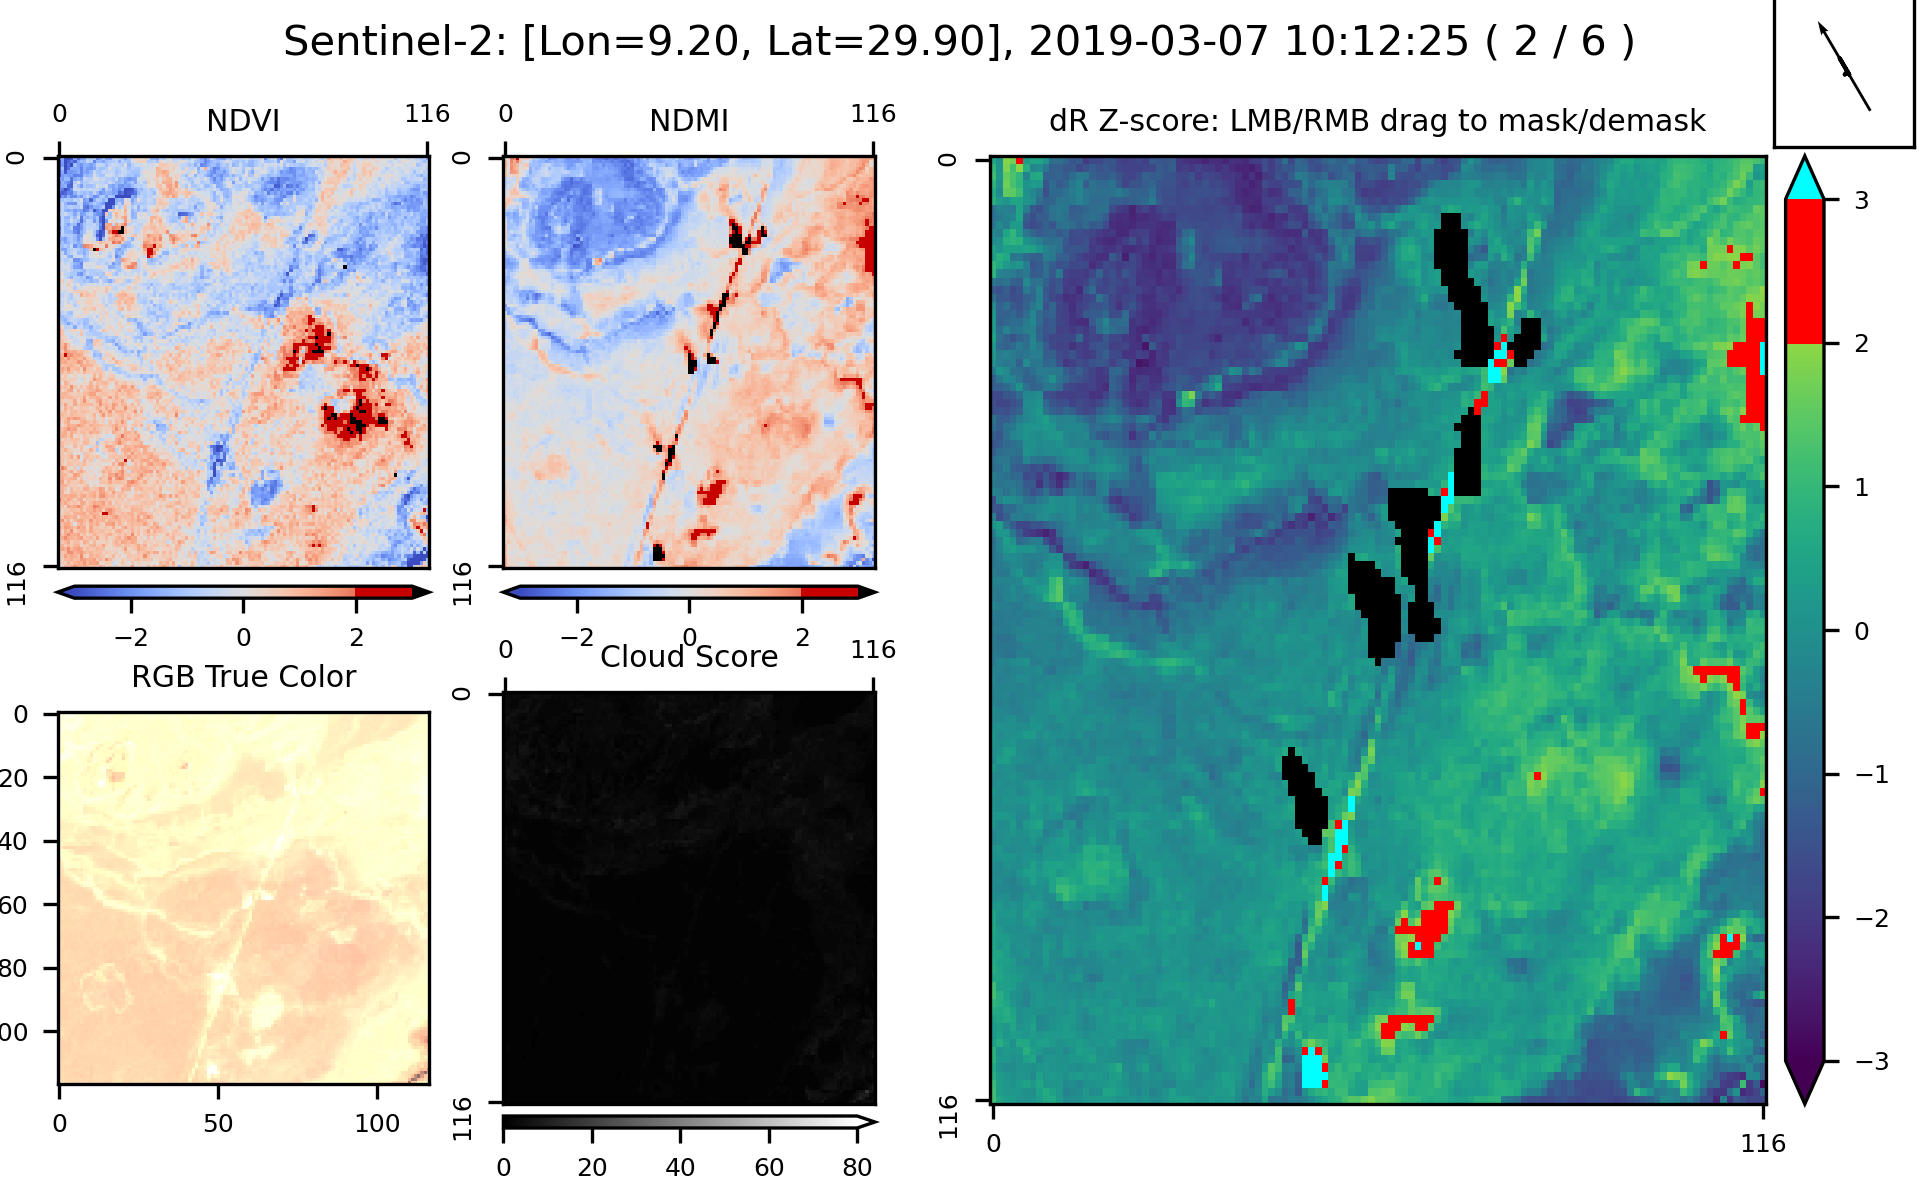 Sentinel-2: [Lon=9.20, Lat=29.90], 2019-03-07 10:12:25 ( 2 / 6 )
0 116
NDVI
0
116
−2 0 2
0 116
NDMI
0
116
−2 0 2
dR Z-score: LMB/RMB drag to mask/demask
0
116
0 116
3
2
1
0
−1
−2
−3
RGB True Color
0
20
40
60
80
00
0 50 100
0 116
Cloud Score
0
116
0 20 40 60 80